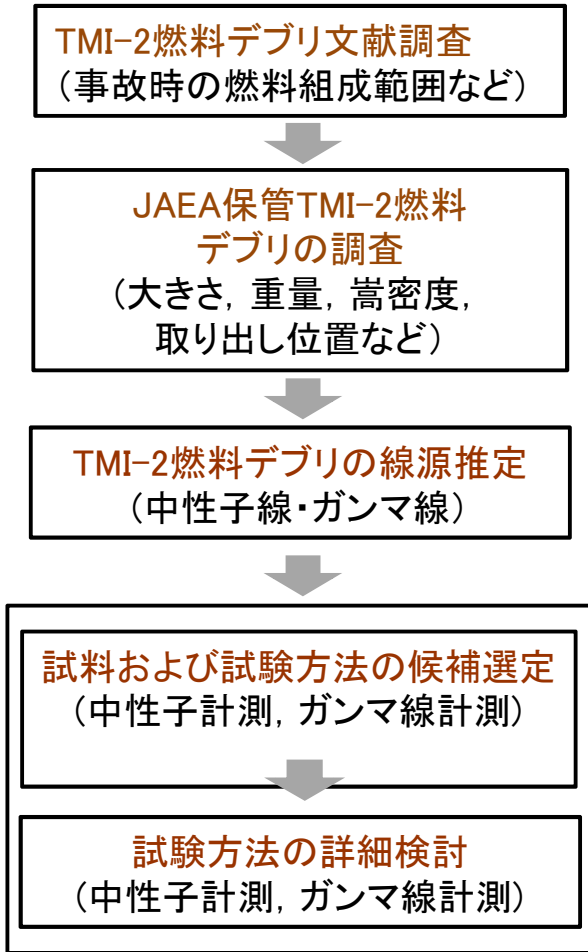 TMI-2燃料デブリ文献調査
（事故時の燃料組成範囲など）
JAEA保管TMI-2燃料
デブリの調査
（大きさ, 重量, 嵩密度,
取り出し位置など）
TMI-2燃料デブリの線源推定
（中性子線・ガンマ線）
試料および試験方法の候補選定
（中性子計測, ガンマ線計測）
試験方法の詳細検討
（中性子計測, ガンマ線計測）